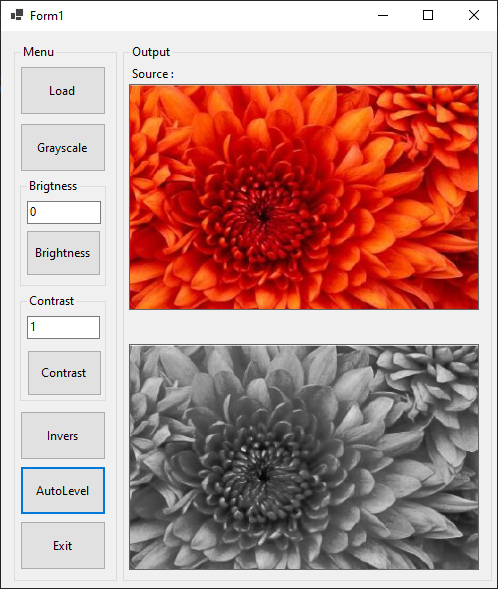 Form1
Menu
Load
Grayscale
Brigtness
0
Brightness
Contrast
1
Contrast
Invers
AutoLevel
Exit
Output
Source :